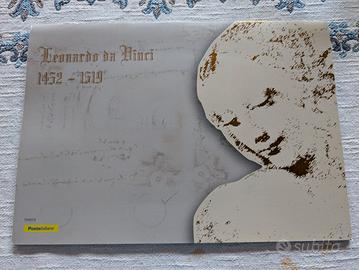 Leonardo da Vinci
1452 - 1519
Posteitaliane
subito